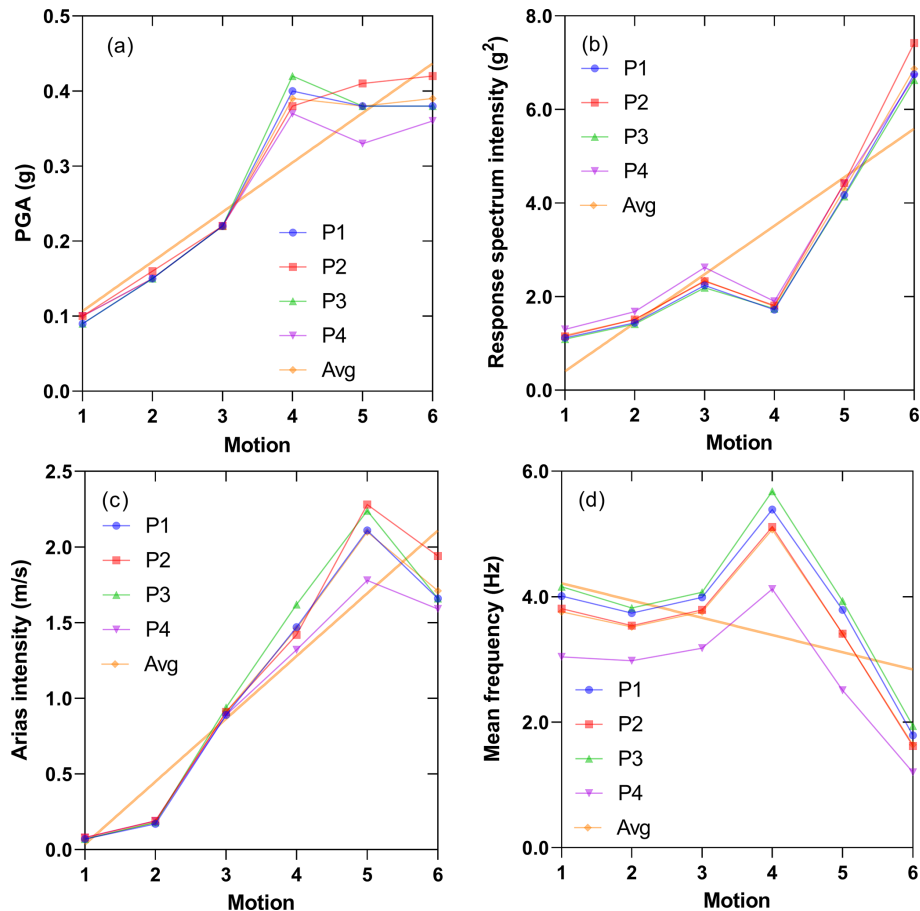 (a)
PGA (g)
0.5
0.4
0.3
0.2
0.1
0.0
P1
P2
P3
P4
Avg
1 2 3 4 5 6
Motion
(b)
Response spectrum intensity (g²)
8.0
6.0
4.0
2.0
0.0
P1
P2
P3
P4
Avg
1 2 3 4 5 6
Motion
(c)
Arias intensity (m/s)
2.5
2.0
1.5
1.0
0.5
0.0
P1
P2
P3
P4
Avg
1 2 3 4 5 6
Motion
(d)
Mean frequency (Hz)
6.0
4.0
2.0
0.0
P1
P2
P3
P4
Avg
1 2 3 4 5 6
Motion